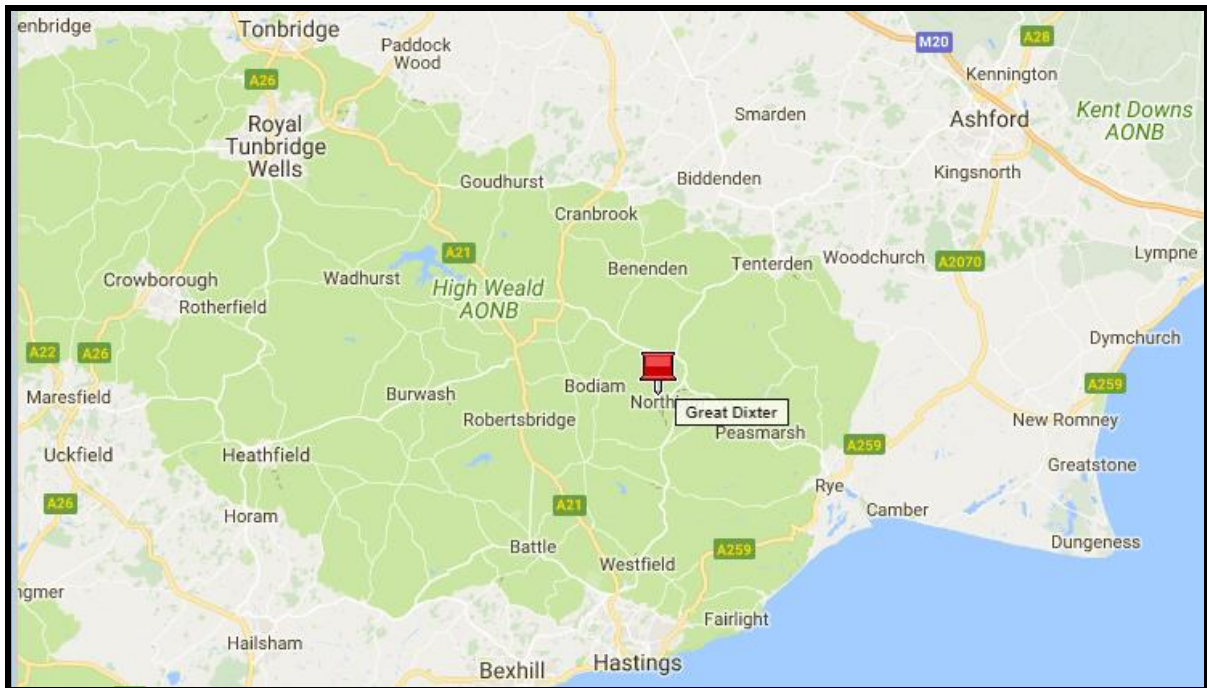 enbridge
Tonbridge
Paddock
Wood
M20
A28
Kennington
A26
Smarden
Ashford
Kent Downs
AONB
Royal
Tunbridge
Wells
Goudhurst
Biddenden
Kingsnorth
Cranbrook
A21
Benenden
Tenterden
Woodchurch
A2070
Lympne
Crowborough
Wadhurst
High Weald
AONB
Rotherfield
Dymchurch
A22
A26
Maresfield
Burwash
Bodiam
A259
North
Great Dixter
Robertsbridge
Peasmarsh
New Romney
Uckfield
Heathfield
A259
Greatstone
Rye
A26
A21
Camber
Horam
Battle
A259
Dungeness
Westfield
ngmer
Fairlight
Hailsham
Bexhill
Hastings